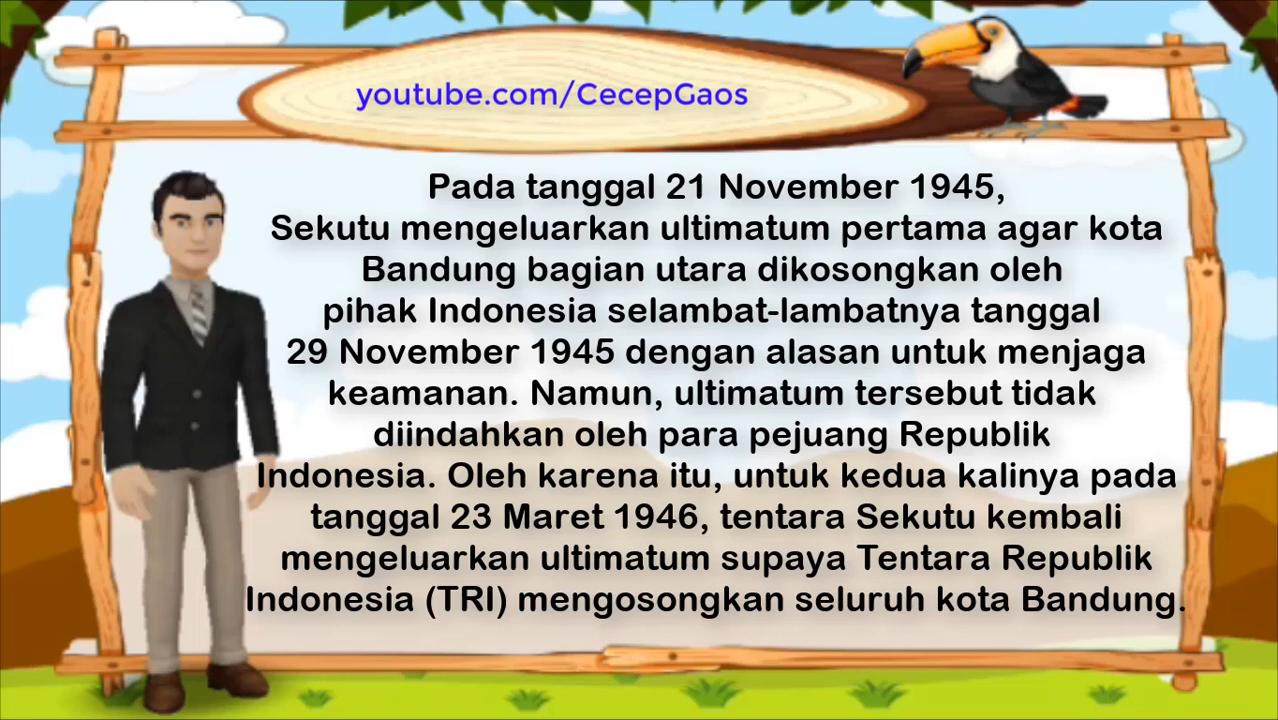 youtube.com/CecepGaos
Pada tanggal 21 November 1945,
Sekutu mengeluarkan ultimatum pertama agar kota
Bandung bagian utara dikosongkan oleh
pihak Indonesia selambat-lambatnya tanggal
29 November 1945 dengan alasan untuk menjaga
keamanan. Namun, ultimatum tersebut tidak
diindahkan oleh para pejuang Republik
Indonesia. Oleh karena itu, untuk kedua kalinya pada
tanggal 23 Maret 1946, tentara Sekutu kembali
mengeluarkan ultimatum supaya Tentara Republik
Indonesia (TRI) mengosongkan seluruh kota Bandung.